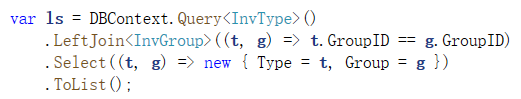 var ls = DBContext.Query<InvType>()
.LeftJoin<InvGroup>((t, g) => t.GroupID == g.GroupID)
.Select((t, g) => new { Type = t, Group = g })
.ToList();